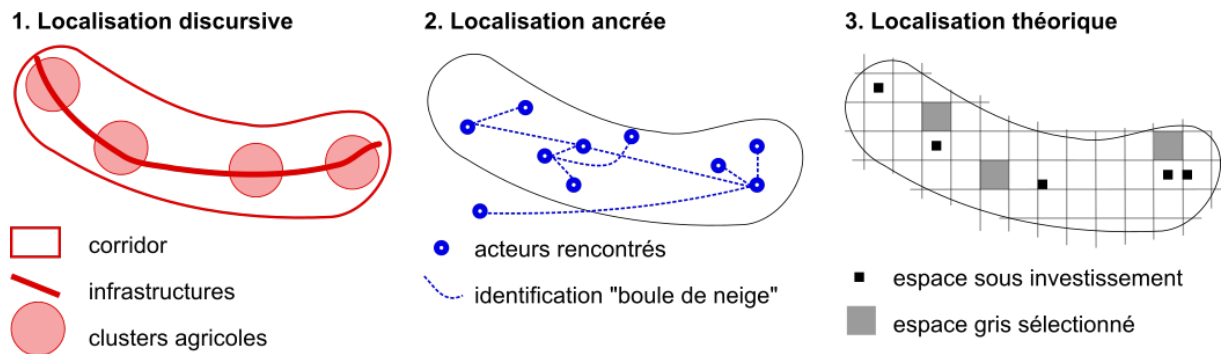 1. Localisation discursive
corridor
infrastructures
clusters agricoles
2. Localisation ancrée
acteurs rencontrés
identification "boule de neige"
3. Localisation théorique
espace sous investissement
espace gris sélectionné